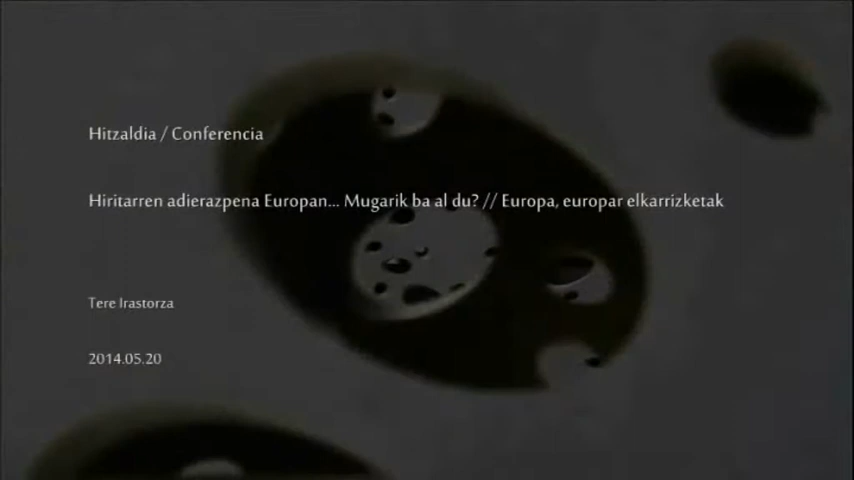 Hitzaldia / Conferencia
Hiritarren adierazpena Europan... Mugarik ba al du? // Europa, europar elkarrizketak
Tere Irastorza
2014.05.20